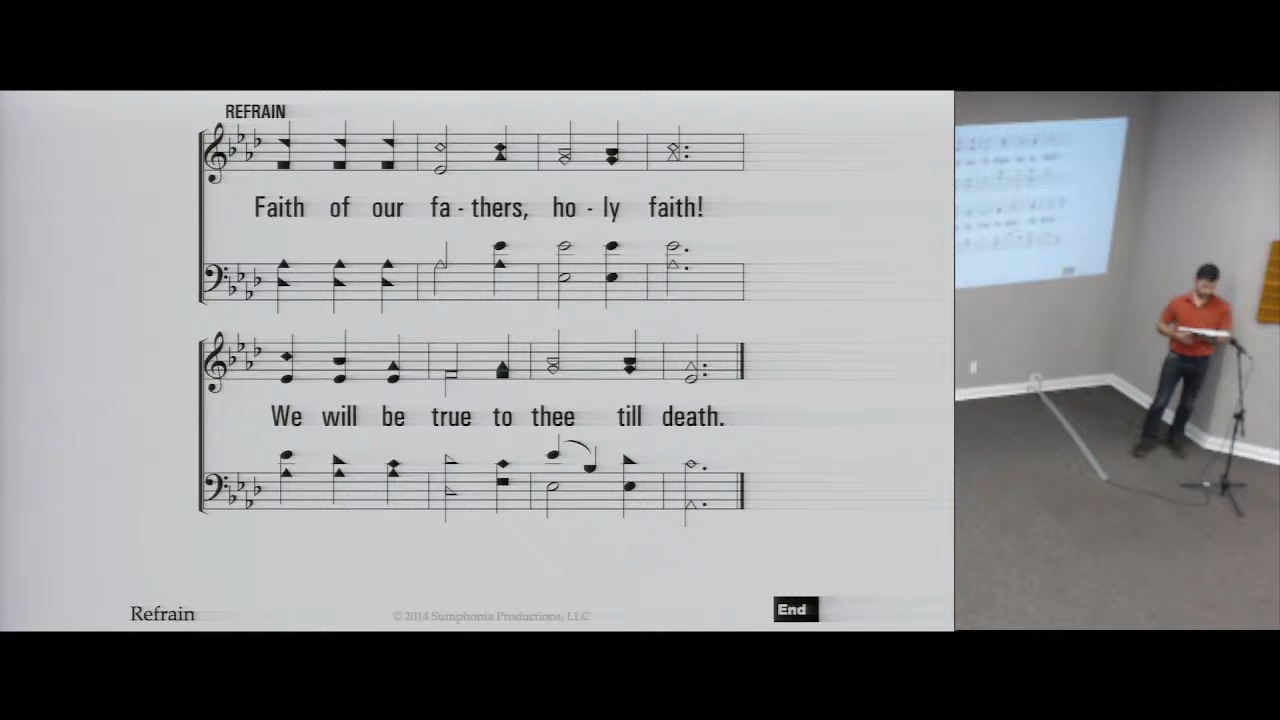 REFRAIN
Faith of our fa - thers, ho - ly faith!
We will be true to thee till death.
Refrain
© 2014 Sumphonia Productions, LLC
End